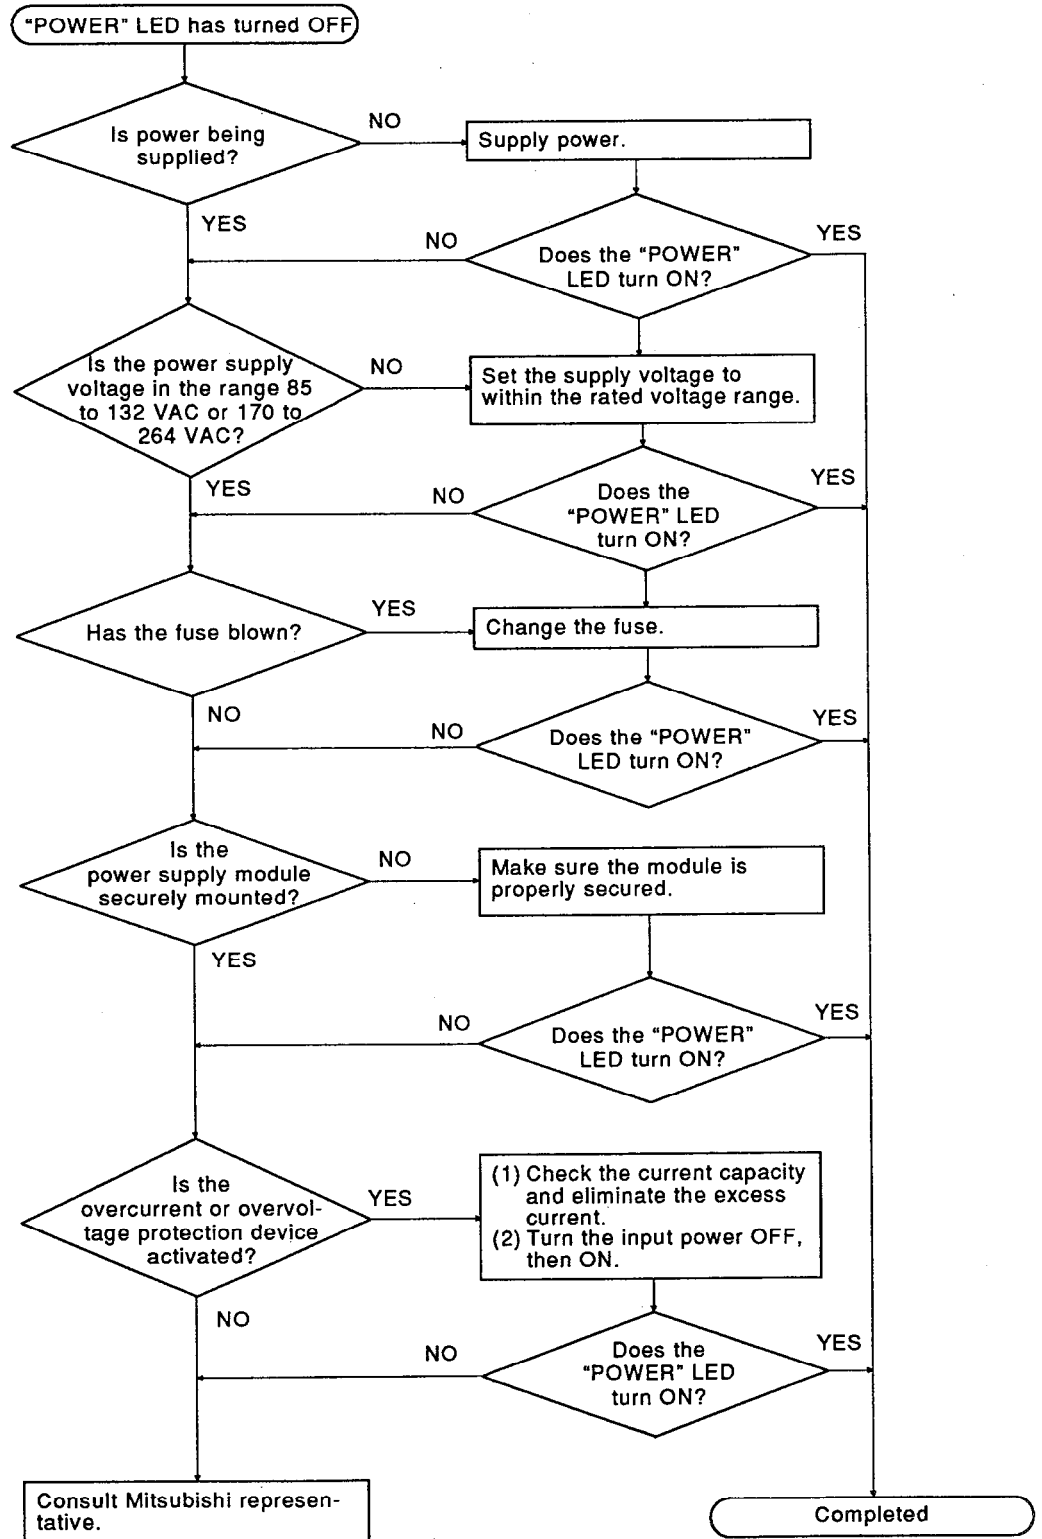 “POWER” LED has turned OFF
Is power being
supplied?
NO
Supply power.
YES
NO
Does the “POWER”
LED turn ON?
YES
Is the power supply
voltage in the range 85
to 132 VAC or 170 to
264 VAC?
NO
Set the supply voltage to
within the rated voltage range.
YES
NO
Does the
“POWER” LED
turn ON?
YES
Has the fuse blown?
YES
Change the fuse.
NO
NO
Does the “POWER”
LED turn ON?
YES
Is the
power supply module
securely mounted?
NO
Make sure the module is
properly secured.
YES
NO
Does the “POWER”
LED turn ON?
YES
Is the
overcurrent or overvol-
tage protection device
activated?
YES
(1) Check the current capacity
and eliminate the excess
current.
(2) Turn the input power OFF,
then ON.
NO
NO
Does the
“POWER” LED
turn ON?
YES
Consult Mitsubishi represen-
tative.
Completed